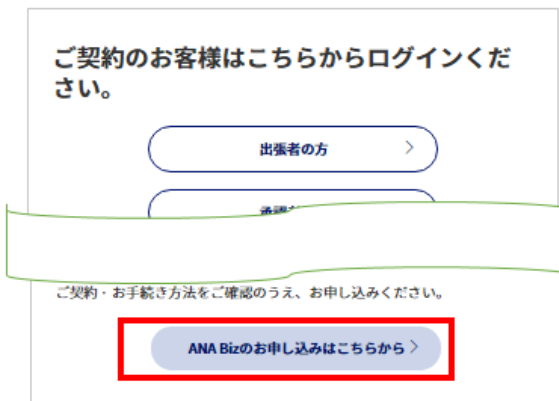 ご契約のお客様はこちらからログインくだ
さい。
出張者の方
ご契約・お手続き方法をご確認のうえ、お申し込みください。
ANA Bizのお申し込みはこちらから